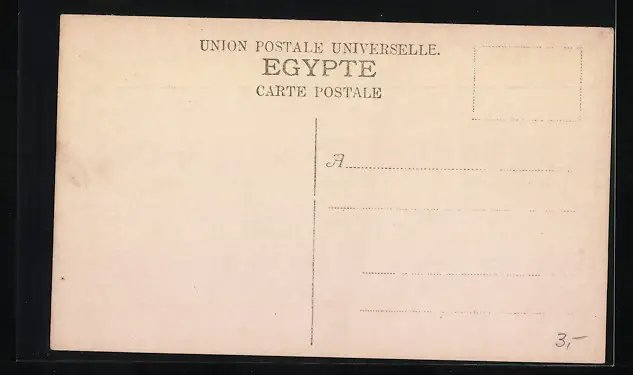 UNION POSTALE UNIVERSELLE.
EGYPTE
CARTE POSTALE
A
3,-